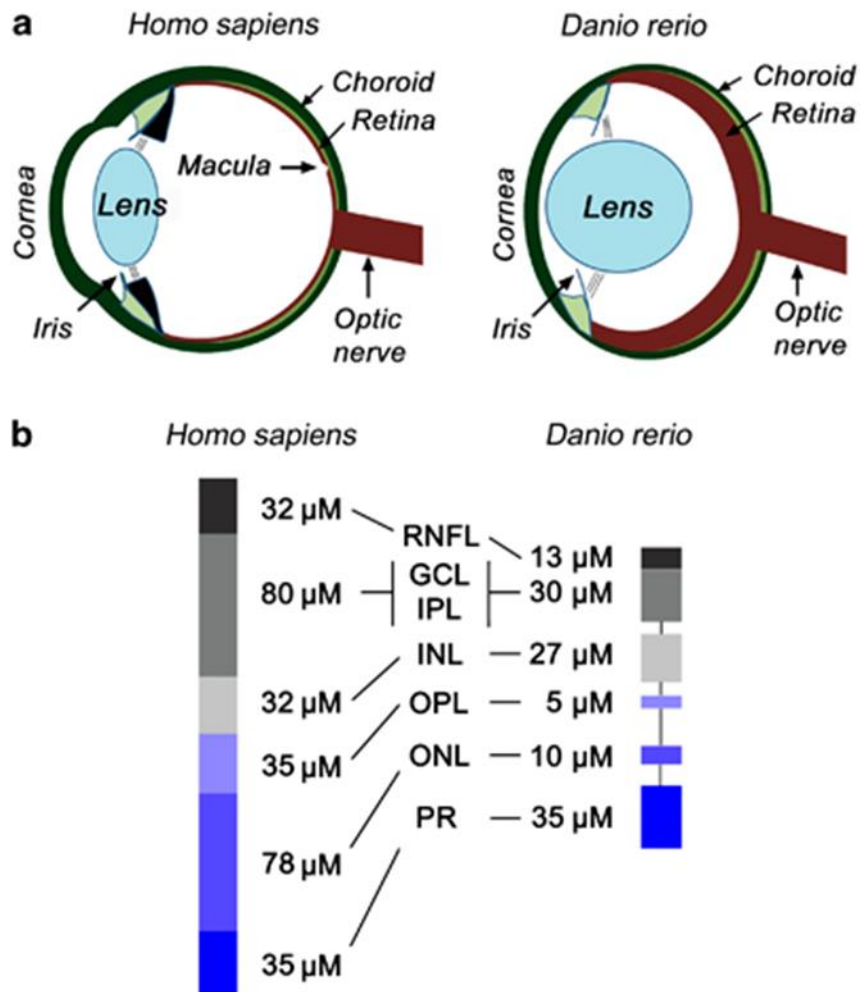 a
Homo sapiens
Danio rerio
Choroid
Retina
Macula
Lens
Cornea
Iris
Optic
nerve
Choroid
Retina
Lens
Cornea
Iris
Optic
nerve
b
Homo sapiens
Danio rerio
32 µM
RNFL
13 µM
80 µM
GCL
IPL
30 µM
32 µM
INL
27 µM
35 µM
OPL
5 µM
78 µM
ONL
10 µM
35 µM
PR
35 µM